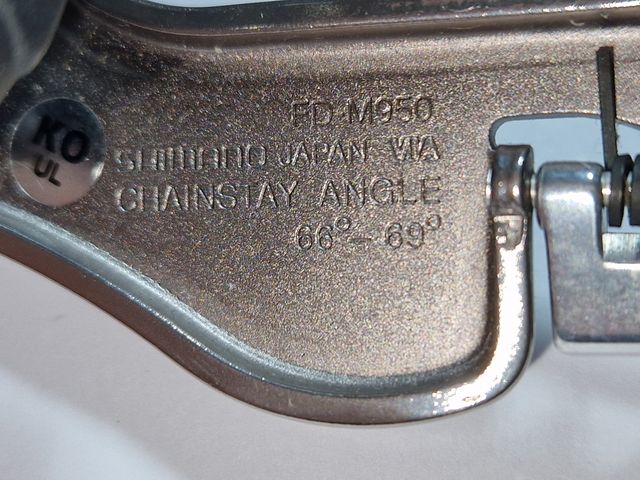 KO
UL
FD-M950
SHIMANO JAPAN VIA
CHAINSTAY ANGLE
66°-69°